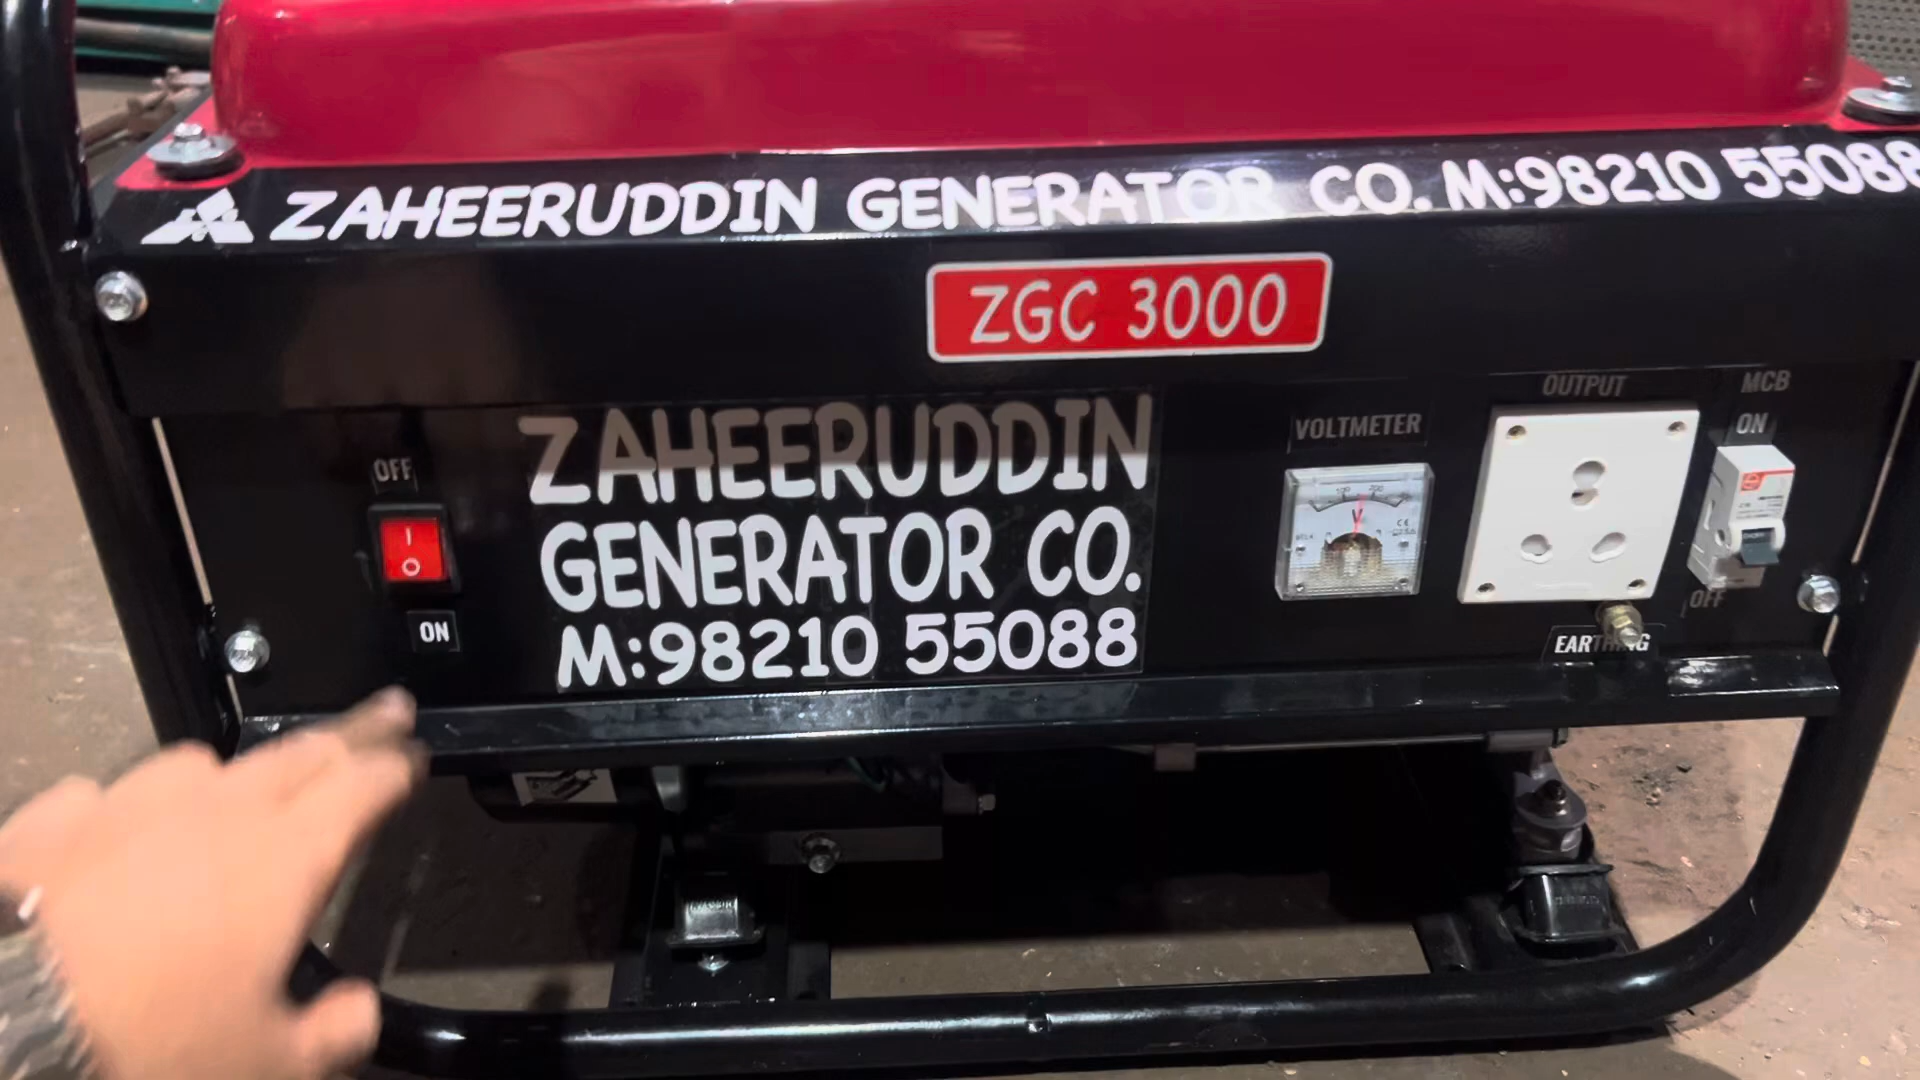 ZAHEERUDDIN GENERATOR CO. M:98210 55088
ZGC 3000
OUTPUT
MCB
ON
VOLTMETER
OFF
ON
ZAHEERUDDIN
GENERATOR CO.
M:98210 55088
OFF
EARTHING
V
CE